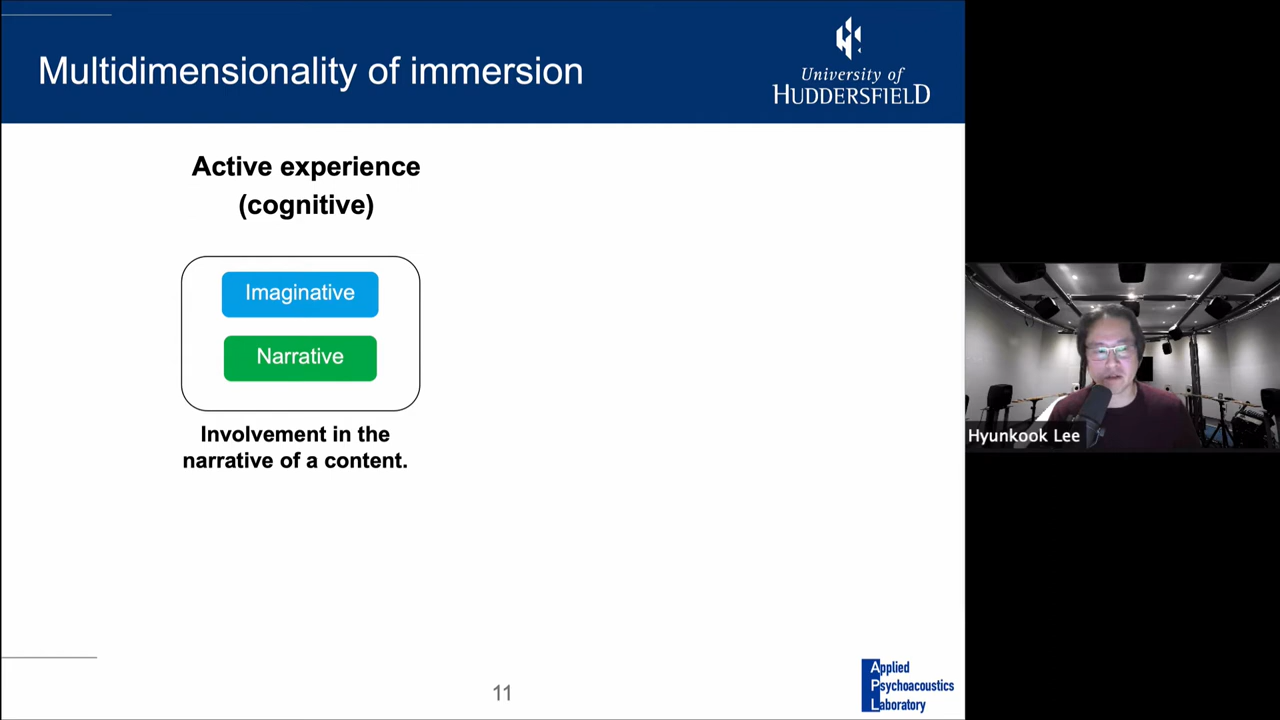 Multidimensionality of immersion
University of
HUDDERSFIELD
Active experience
(cognitive)
Imaginative
Narrative
Involvement in the
narrative of a content.
Hyunkook Lee
11
Applied
Psychoacoustics
Laboratory